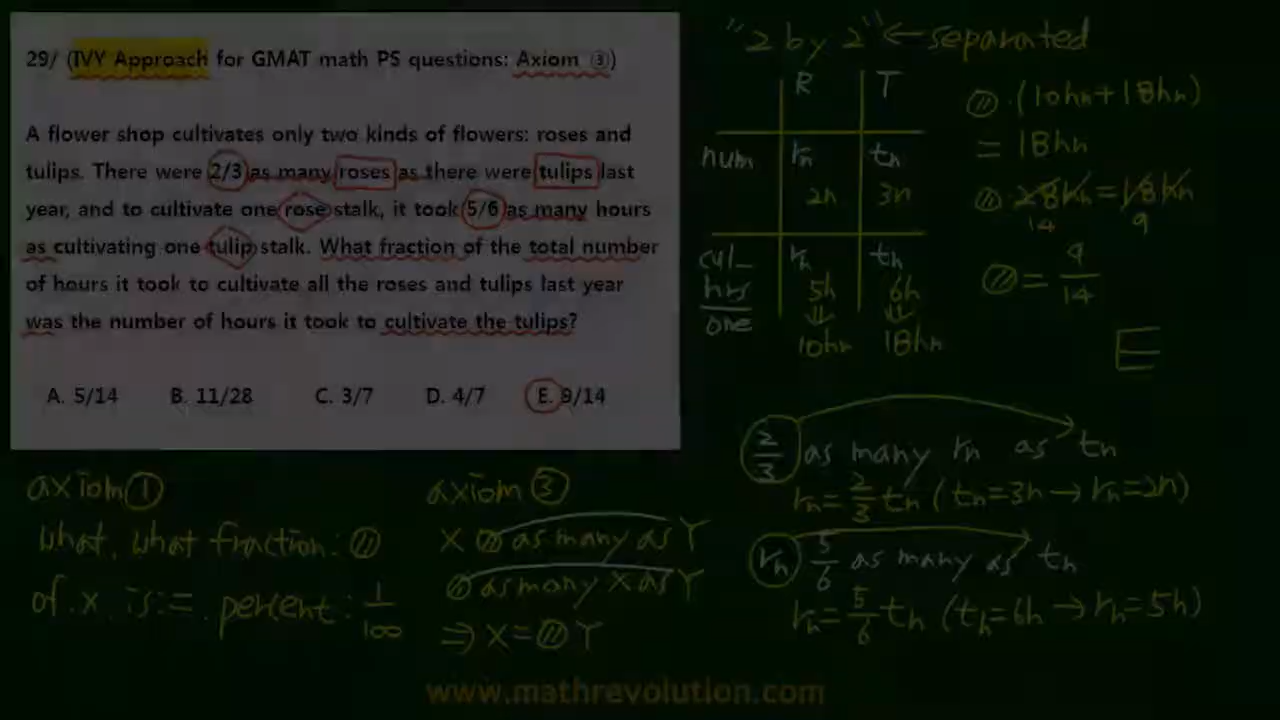 29/ (IVY Approach for GMAT math PS questions: Axiom ③)
A flower shop cultivates only two kinds of flowers: roses and
tulips. There were 2/3 as many roses as there were tulips last
year, and to cultivate one rose stalk, it took 5/6 as many hours
as cultivating one tulip stalk. What fraction of the total number
of hours it took to cultivate all the roses and tulips last year
was the number of hours it took to cultivate the tulips?
A. 5/14 B. 11/28 C. 3/7 D. 4/7 E. 9/14
"2 by 2" ← separated
R T
num rn tn
2n 3n
cul_ rh th
hrs 5h 6h
one ⇓ ⇓
10hn 18hn
⑪ · (10hn+18hn)
= 18hn
⑪ · 28hn = 18hn
14 9
⑪ = 9/14
E
axiom ①
what, what fraction: ⑪
of: x. is: =. percent: 1/100
axiom ③
X ⑪ as many as Y
⑪ as many X as Y
⇒ X = ⑪ Y
2/3 as many rn as tn
rn = 2/3 tn (tn=3n → rn=2n)
rh 5/6 as many as th
rh = 5/6 th (th=6h → rh=5h)
www.mathrevolution.com